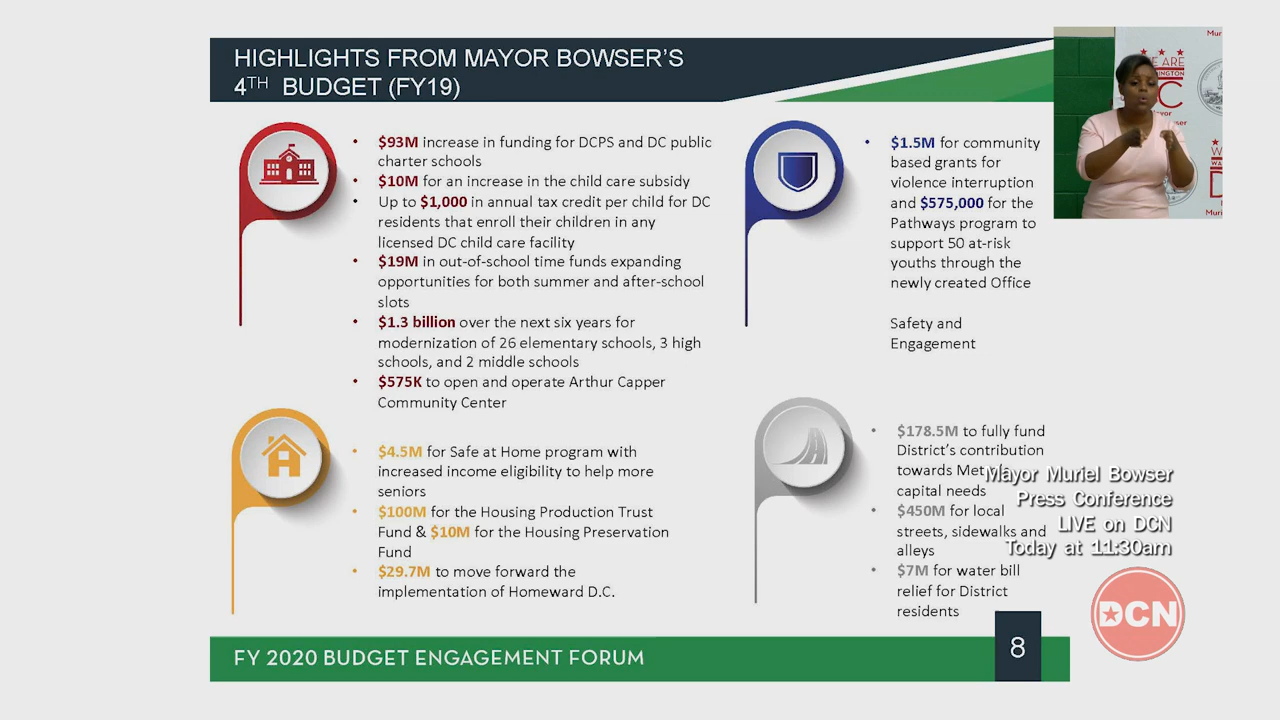 HIGHLIGHTS FROM MAYOR BOWSER'S
4TH BUDGET (FY19)
• $93M increase in funding for DCPS and DC public
charter schools
• $10M for an increase in the child care subsidy
• Up to $1,000 in annual tax credit per child for DC
residents that enroll their children in any
licensed DC child care facility
• $19M in out-of-school time funds expanding
opportunities for both summer and after-school
slots
• $1.3 billion over the next six years for
modernization of 26 elementary schools, 3 high
schools, and 2 middle schools
• $575K to open and operate Arthur Capper
Community Center
• $4.5M for Safe at Home program with
increased income eligibility to help more
seniors
• $100M for the Housing Production Trust
Fund & $10M for the Housing Preservation
Fund
• $29.7M to move forward the
implementation of Homeward D.C.
• $1.5M for community
based grants for
violence interruption
and $575,000 for the
Pathways program to
support 50 at-risk
youths through the
newly created Office
Safety and
Engagement
• $178.5M to fully fund
District's contribution
towards
capital needs
• $450M for local
streets, sidewalks and
alleys
• $7M for water bill
relief for District
residents
Mayor Muriel Bowser
Press Conference
LIVE on DCN
Today at 11:30am
DCN
FY 2020 BUDGET ENGAGEMENT FORUM
8